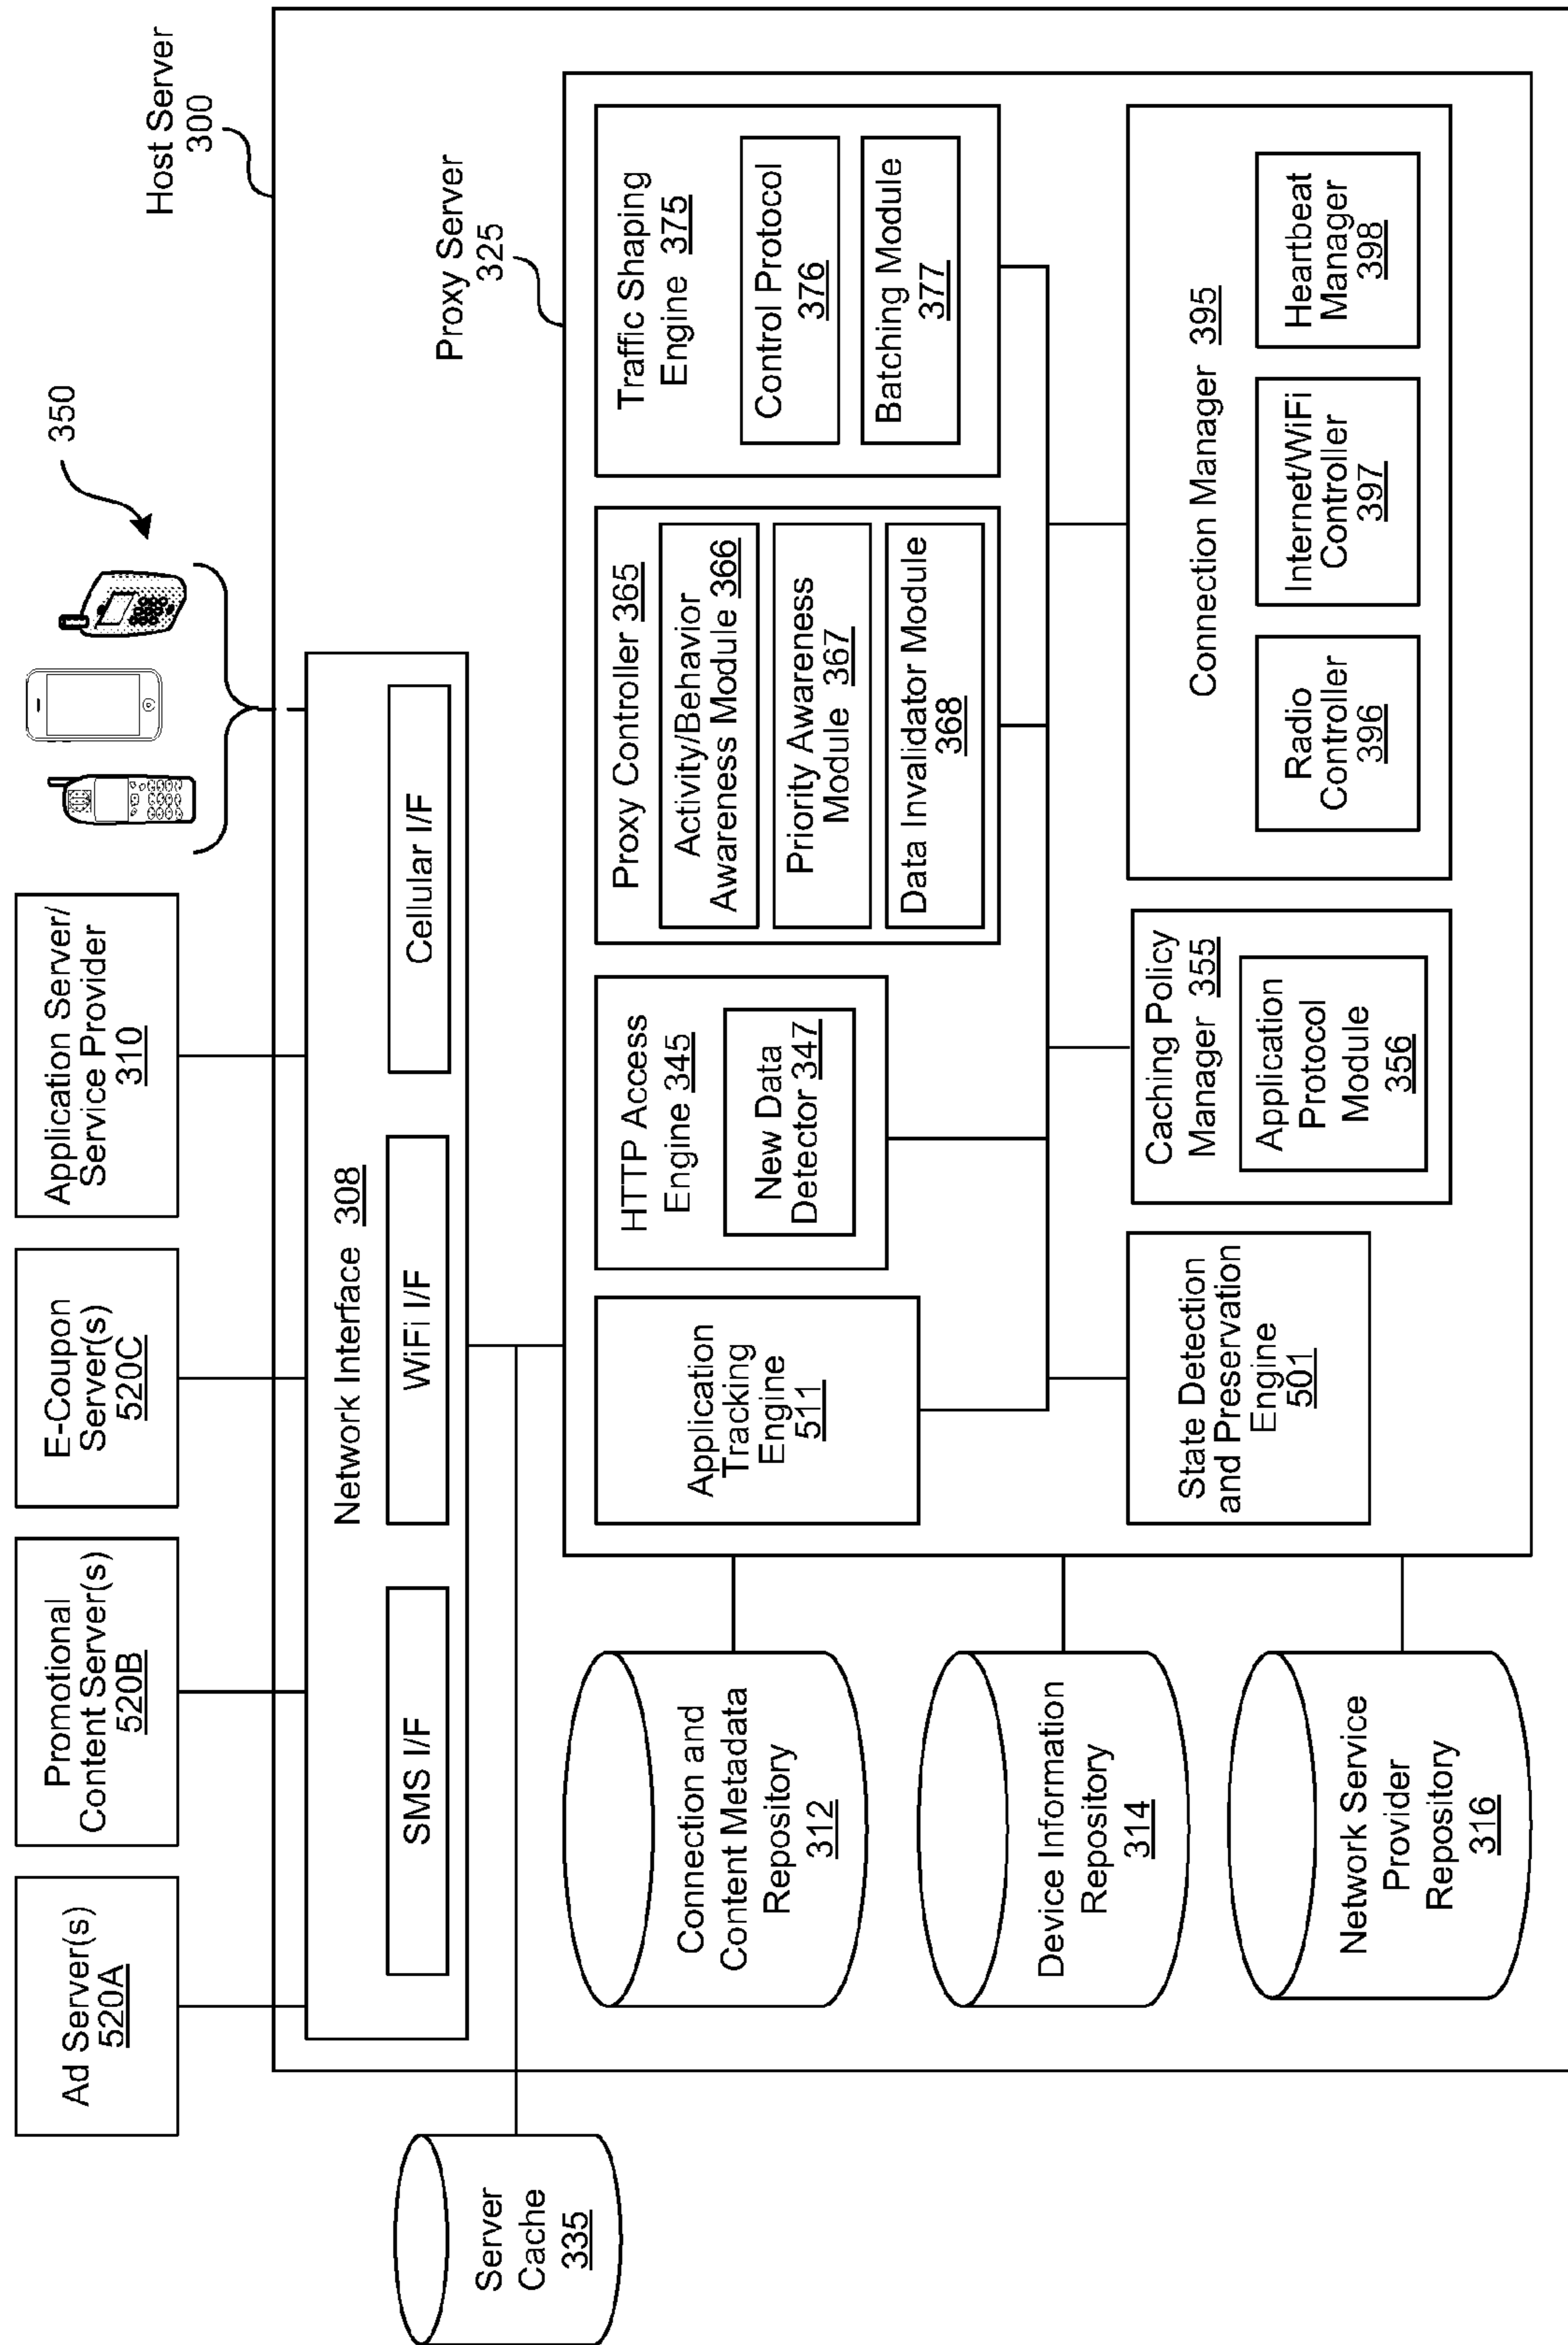 Ad Server(s)
520A
Promotional
Content Server(s)
520B
E-Coupon
Server(s)
520C
Application Server/
Service Provider
310
350
Host Server
300
Network Interface 308
SMS I/F
WiFi I/F
Cellular I/F
Server
Cache
335
Proxy Server
325
Connection and
Content Metadata
Repository
312
Device Information
Repository
314
Network Service
Provider
Repository
316
Application
Tracking
Engine
511
HTTP Access
Engine 345
New Data
Detector 347
Proxy Controller 365
Activity/Behavior
Awareness Module 366
Priority Awareness
Module 367
Data Invalidator Module
368
Traffic Shaping
Engine 375
Control Protocol
376
Batching Module
377
State Detection
and Preservation
Engine
501
Caching Policy
Manager 355
Application
Protocol
Module
356
Connection Manager 395
Radio
Controller
396
Internet/WiFi
Controller
397
Heartbeat
Manager
398